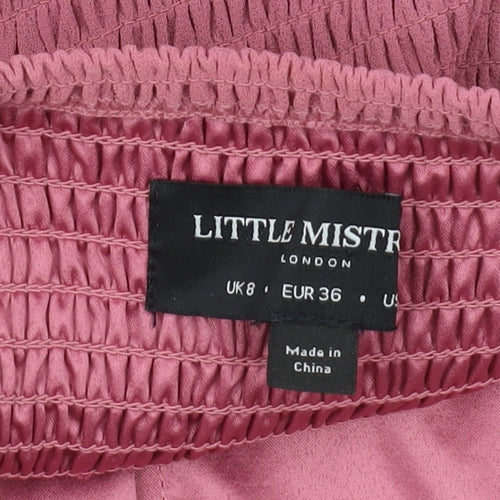 LITTLE MISTR
LONDON
UK 8 • EUR 36 • US
Made in
China